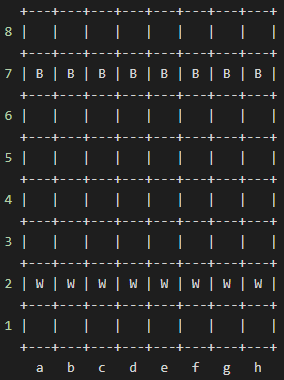 +---+---+---+---+---+---+---+---+
8 |   |   |   |   |   |   |   |   |
  +---+---+---+---+---+---+---+---+
7 | B | B | B | B | B | B | B | B |
  +---+---+---+---+---+---+---+---+
6 |   |   |   |   |   |   |   |   |
  +---+---+---+---+---+---+---+---+
5 |   |   |   |   |   |   |   |   |
  +---+---+---+---+---+---+---+---+
4 |   |   |   |   |   |   |   |   |
  +---+---+---+---+---+---+---+---+
3 |   |   |   |   |   |   |   |   |
  +---+---+---+---+---+---+---+---+
2 | W | W | W | W | W | W | W | W |
  +---+---+---+---+---+---+---+---+
1 |   |   |   |   |   |   |   |   |
  +---+---+---+---+---+---+---+---+
    a   b   c   d   e   f   g   h